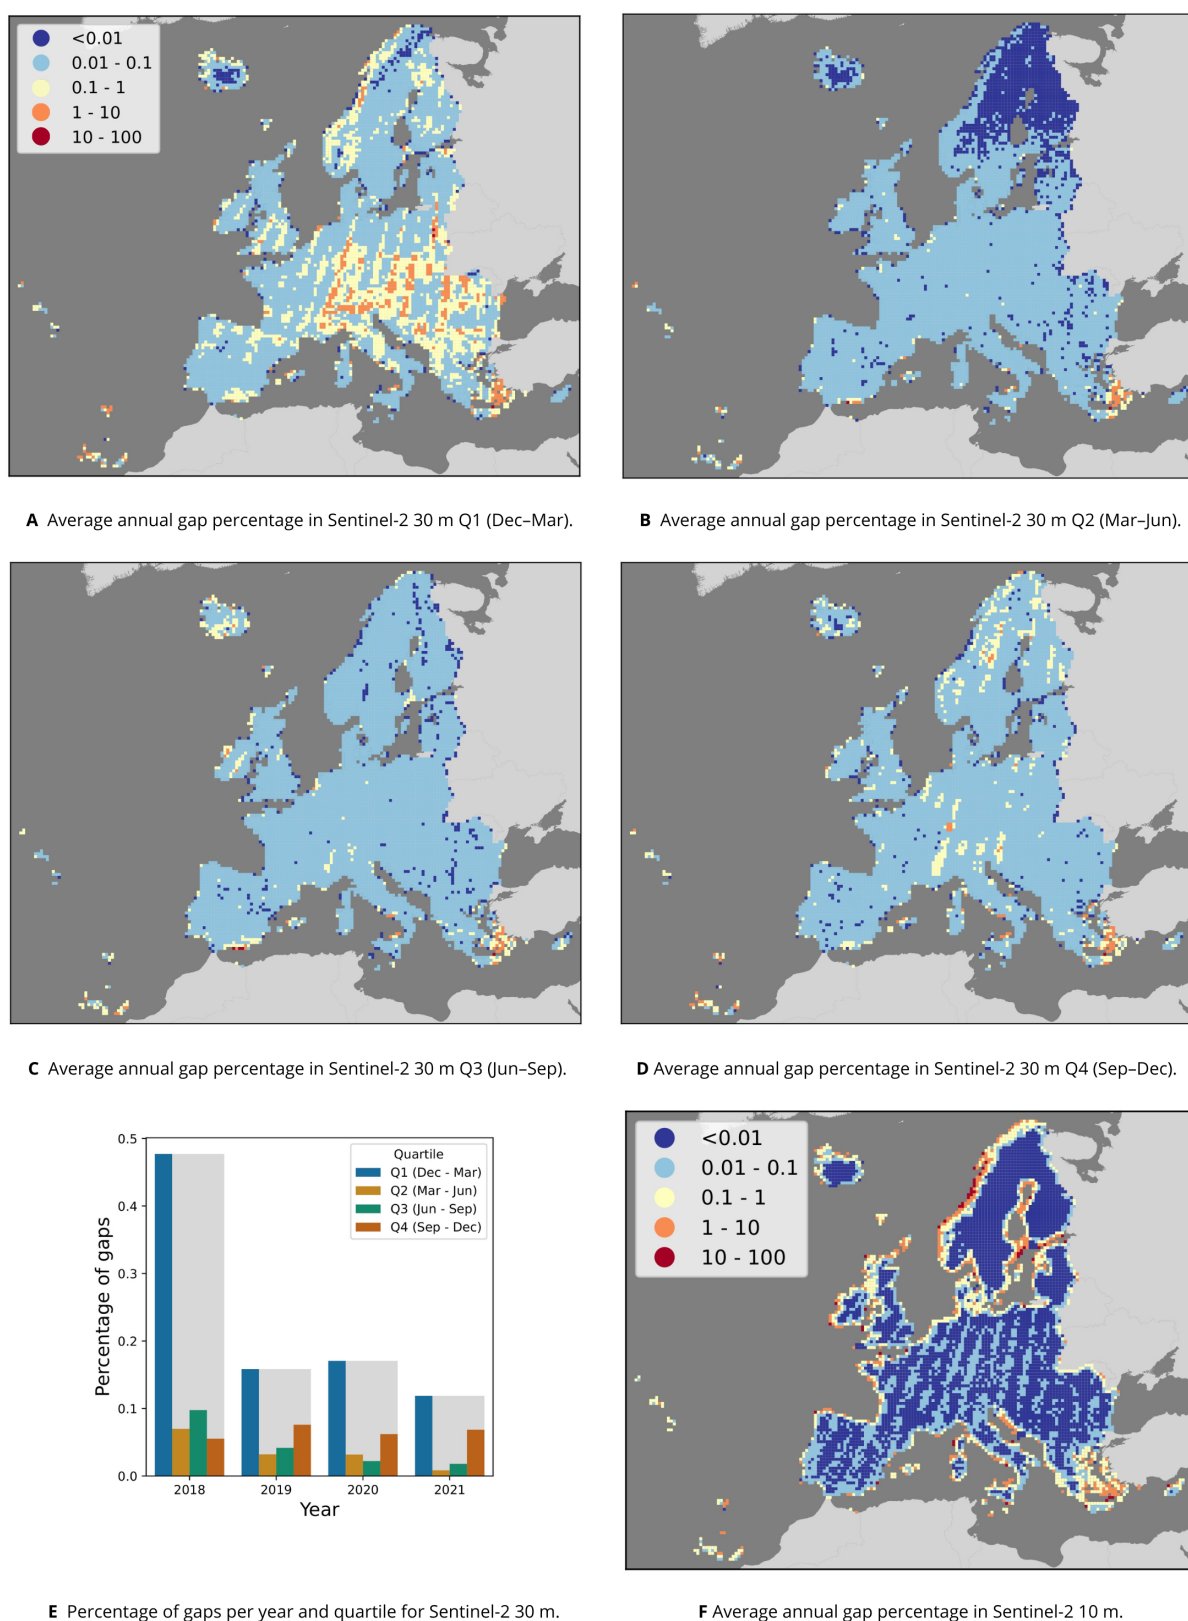 <0.01
0.01 - 0.1
0.1 - 1
1 - 10
10 - 100
A Average annual gap percentage in Sentinel-2 30 m Q1 (Dec–Mar).
B Average annual gap percentage in Sentinel-2 30 m Q2 (Mar–Jun).
C Average annual gap percentage in Sentinel-2 30 m Q3 (Jun–Sep).
D Average annual gap percentage in Sentinel-2 30 m Q4 (Sep–Dec).
0.5
0.4
0.3
0.2
0.1
0.0
Percentage of gaps
Quartile
Q1 (Dec - Mar)
Q2 (Mar - Jun)
Q3 (Jun - Sep)
Q4 (Sep - Dec)
2018 2019 2020 2021
Year
<0.01
0.01 - 0.1
0.1 - 1
1 - 10
10 - 100
E Percentage of gaps per year and quartile for Sentinel-2 30 m.
F Average annual gap percentage in Sentinel-2 10 m.